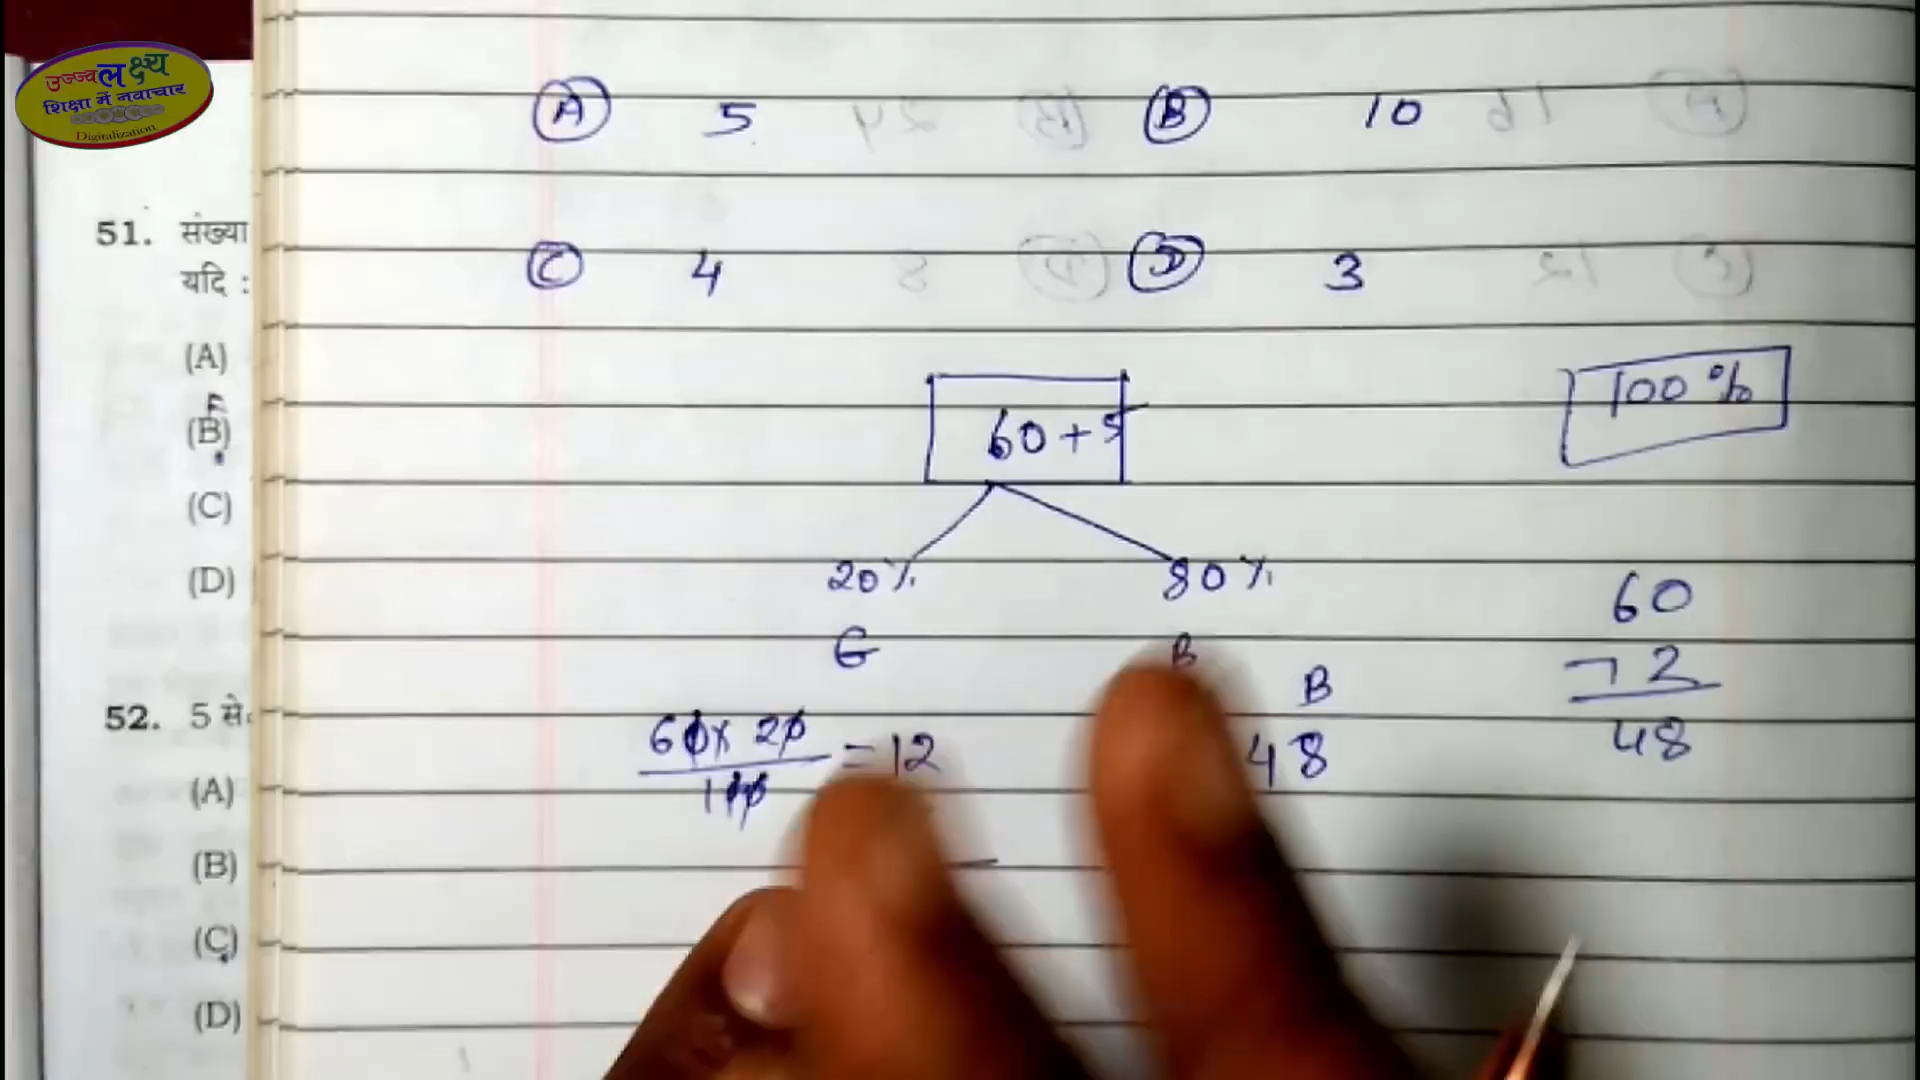 उज्ज्वल क्ष्य
शिक्षा में नवाचार
Digitalization
A 5 B 10
C 4 D 3
51. संख्या
यदि :
(A)
(B)
(C)
(D)
60 + 5
100 %
20 % 80 %
G B
60 × 20
100
= 12
B
48
60
- 12
48
52. 5 से
(A)
(B)
(C)
(D)